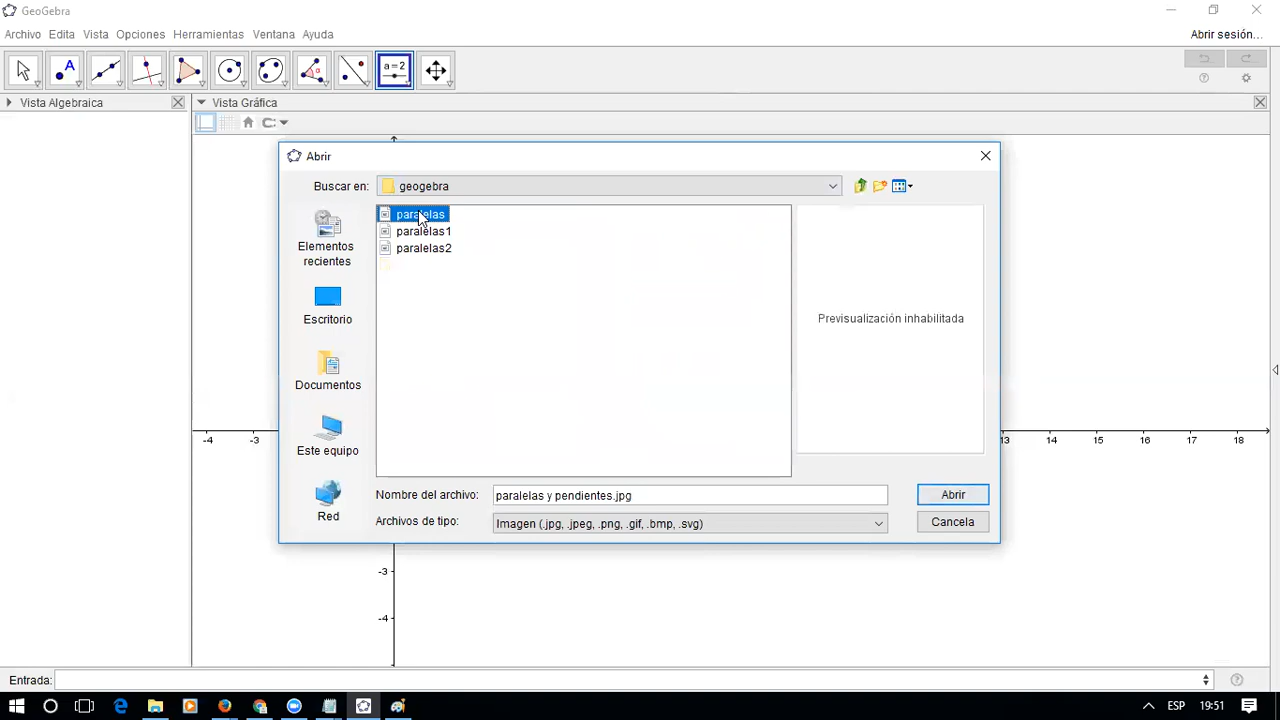 GeoGebra
Archivo Edita Vista Opciones Herramientas Ventana Ayuda
Abrir sesión...
a=2
Vista Algebraica
Vista Gráfica
Abrir
Buscar en: geogebra
paralelas
paralelas1
paralelas2
Elementos recientes
Escritorio
Documentos
Este equipo
Red
Previsualización inhabilitada
Nombre del archivo: paralelas y pendientes.jpg
Abrir
Archivos de tipo: Imagen (.jpg, .jpeg, .png, .gif, .bmp, .svg)
Cancela
-4 -3 13 14 15 16 17 18
-3
-4
Entrada:
ESP 19:51